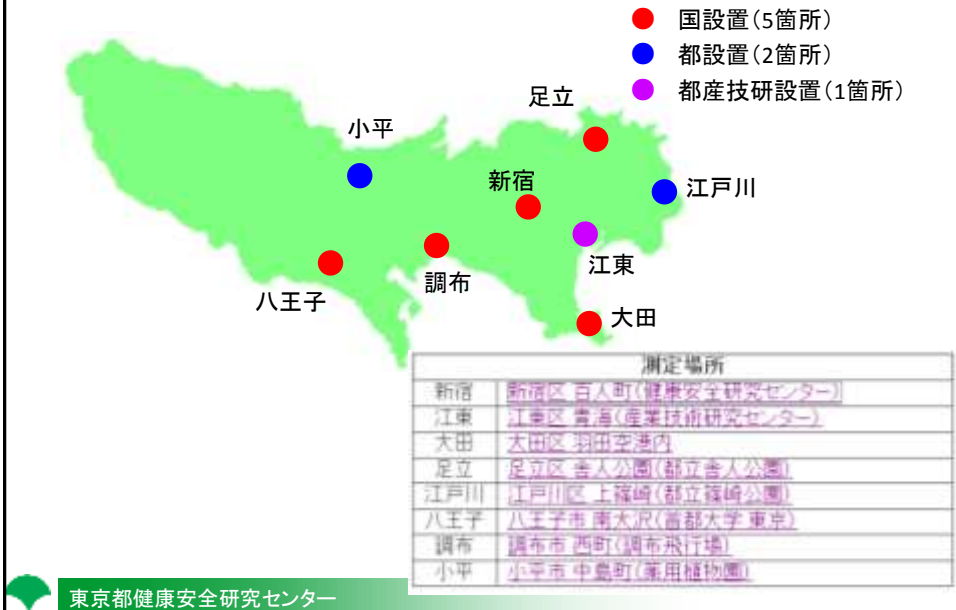 国設置(5箇所)
都設置(2箇所)
都産技研設置(1箇所)
足立
小平
新宿
江戸川
江東
調布
八王子
大田
測定場所
新宿 新宿区 百人町(健康安全研究センター)
江東 江東区 青海(産業技術研究センター)
大田 大田区 羽田空港内
足立 足立区 舎人公園(都立舎人公園)
江戸川 江戸川区 上篠崎(都立篠崎公園)
八王子 八王子市 南大沢(首都大学 東京)
調布 調布市 西町(調布飛行場)
小平 小平市 中島町(薬用植物園)
東京都健康安全研究センター